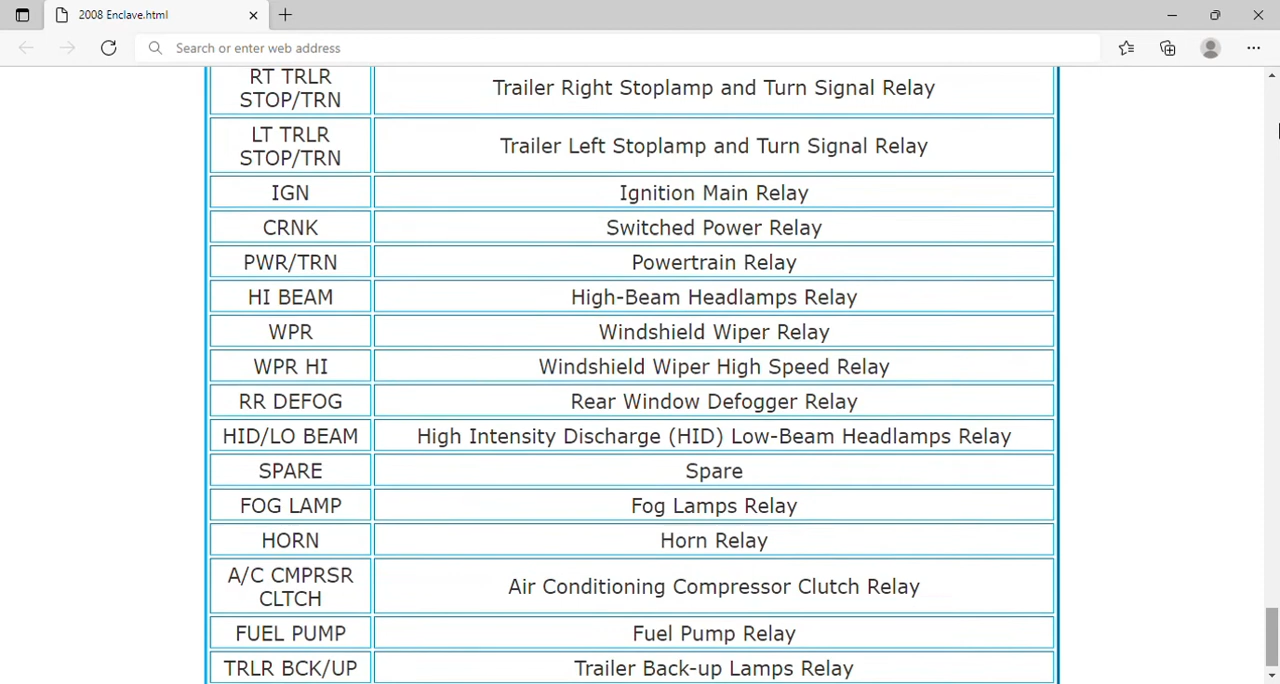 2008 Enclave.html
Search or enter web address
RT TRLR
STOP/TRN
Trailer Right Stoplamp and Turn Signal Relay
LT TRLR
STOP/TRN
Trailer Left Stoplamp and Turn Signal Relay
IGN Ignition Main Relay
CRNK Switched Power Relay
PWR/TRN Powertrain Relay
HI BEAM High-Beam Headlamps Relay
WPR Windshield Wiper Relay
WPR HI Windshield Wiper High Speed Relay
RR DEFOG Rear Window Defogger Relay
HID/LO BEAM High Intensity Discharge (HID) Low-Beam Headlamps Relay
SPARE Spare
FOG LAMP Fog Lamps Relay
HORN Horn Relay
A/C CMPRSR
CLTCH
Air Conditioning Compressor Clutch Relay
FUEL PUMP Fuel Pump Relay
TRLR BCK/UP Trailer Back-up Lamps Relay